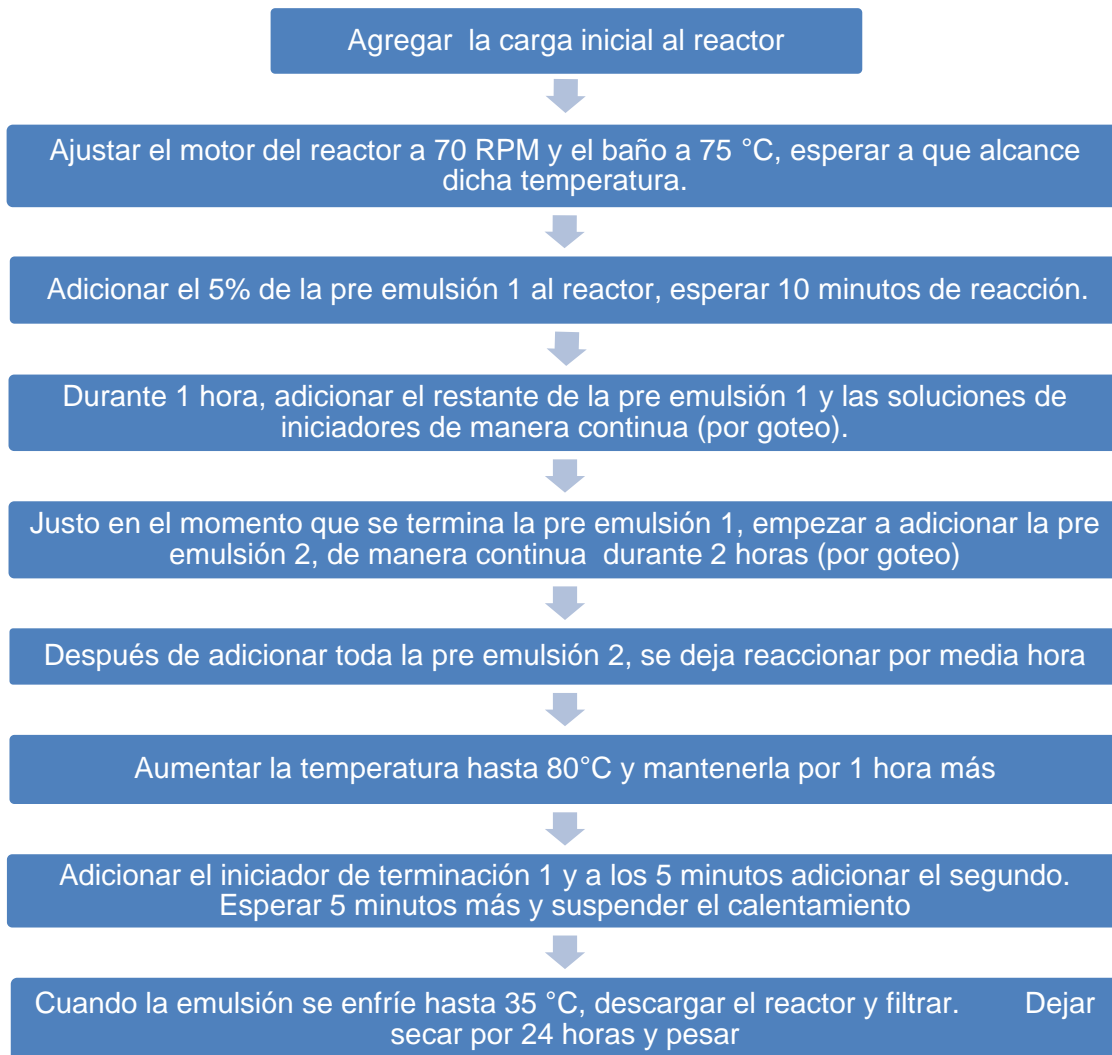 Agregar la carga inicial al reactor
Ajustar el motor del reactor a 70 RPM y el baño a 75 °C, esperar a que alcance
dicha temperatura.
Adicionar el 5% de la pre emulsión 1 al reactor, esperar 10 minutos de reacción.
Durante 1 hora, adicionar el restante de la pre emulsión 1 y las soluciones de
iniciadores de manera continua (por goteo).
Justo en el momento que se termina la pre emulsión 1, empezar a adicionar la pre
emulsión 2, de manera continua durante 2 horas (por goteo)
Después de adicionar toda la pre emulsión 2, se deja reaccionar por media hora
Aumentar la temperatura hasta 80°C y mantenerla por 1 hora más
Adicionar el iniciador de terminación 1 y a los 5 minutos adicionar el segundo.
Esperar 5 minutos más y suspender el calentamiento
Cuando la emulsión se enfríe hasta 35 °C, descargar el reactor y filtrar. Dejar
secar por 24 horas y pesar